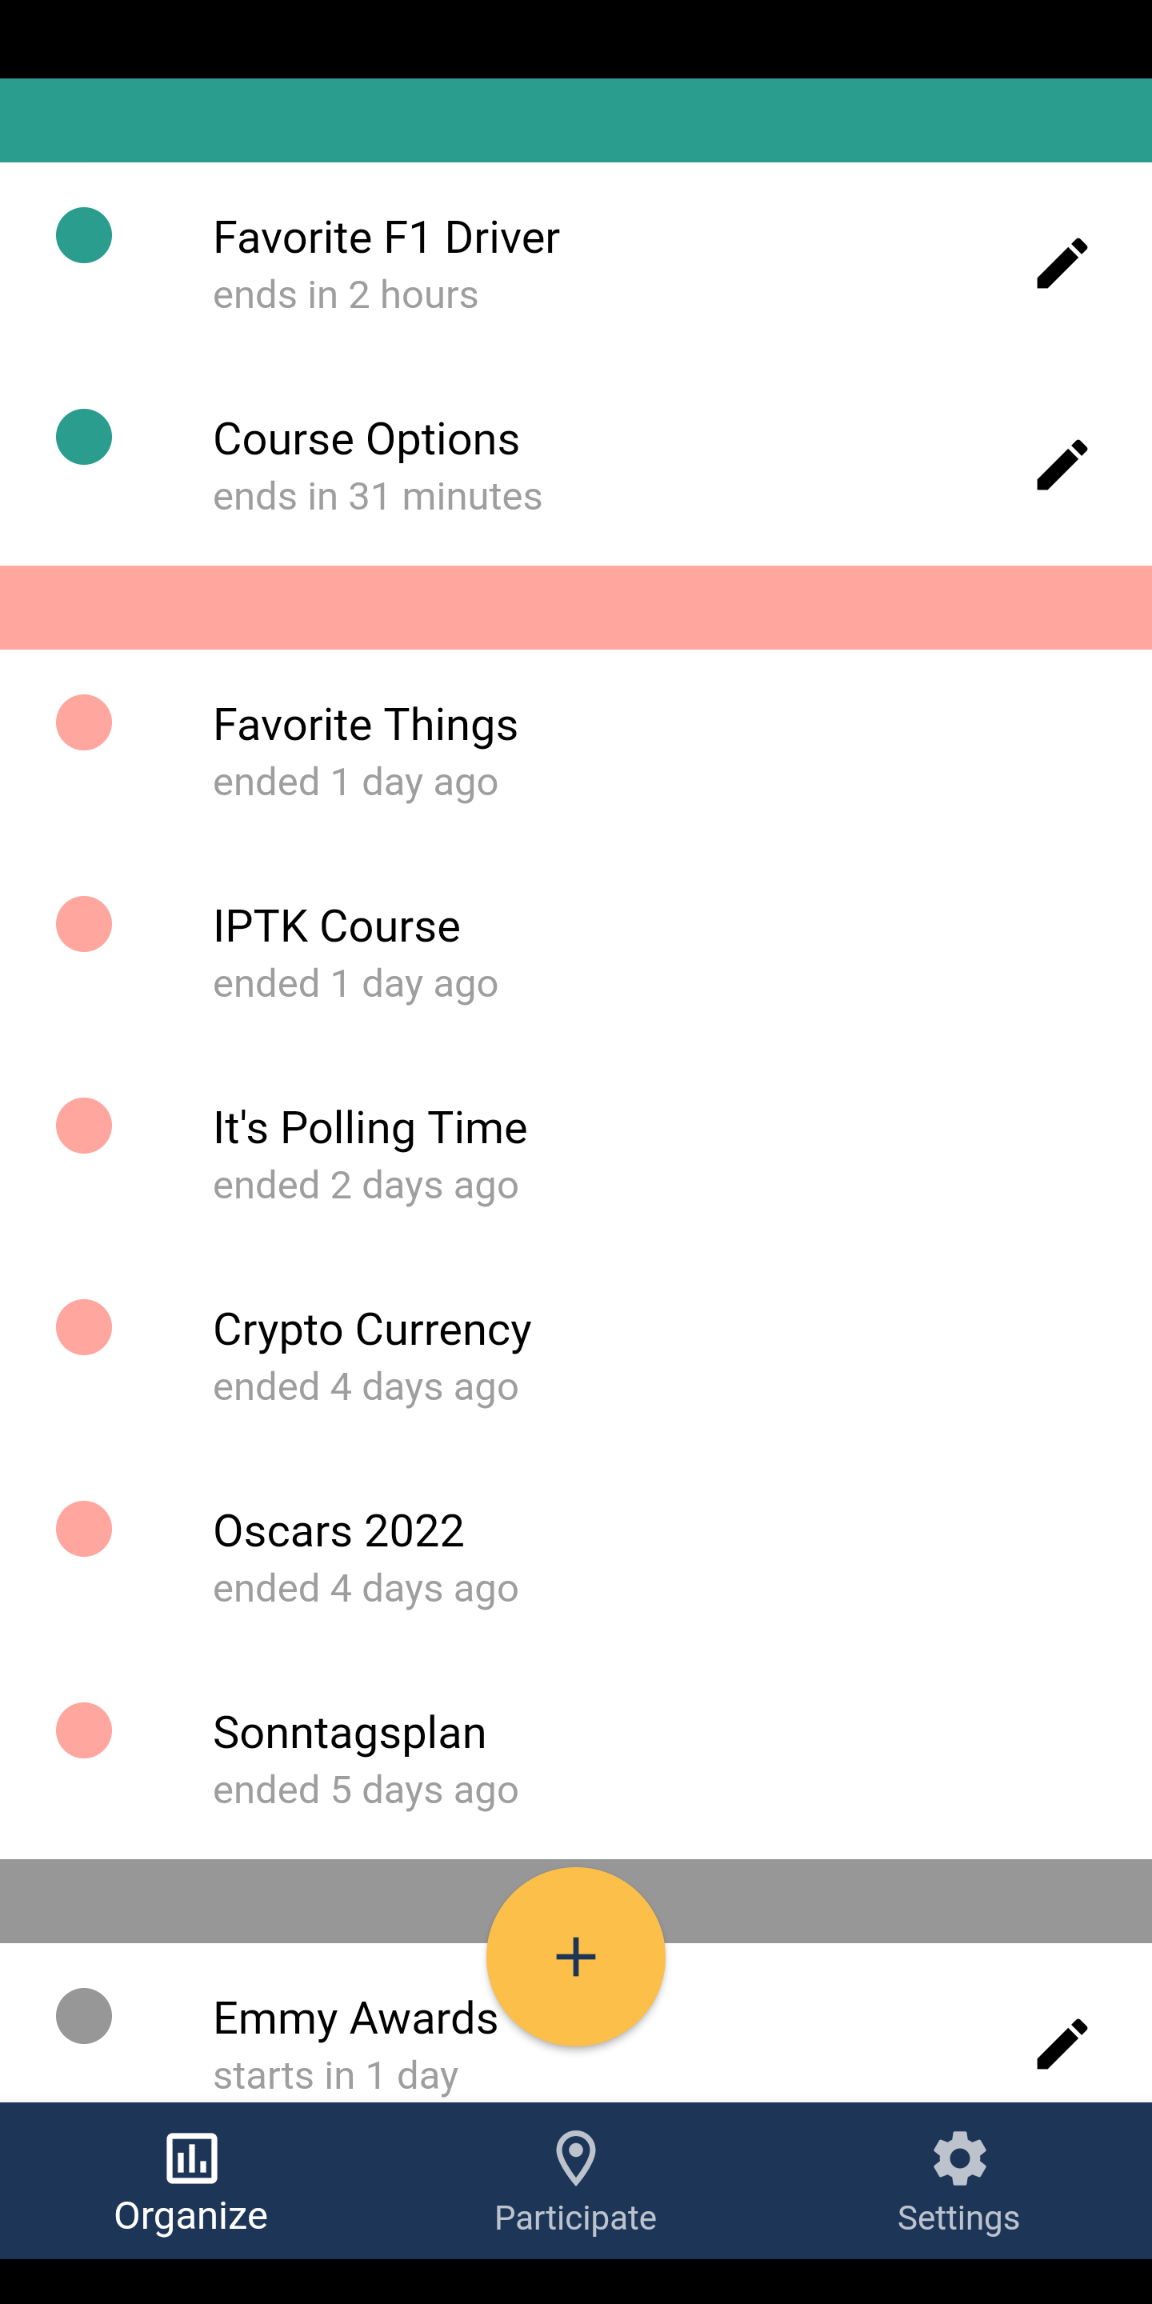 Favorite F1 Driver
ends in 2 hours
Course Options
ends in 31 minutes
Favorite Things
ended 1 day ago
IPTK Course
ended 1 day ago
It's Polling Time
ended 2 days ago
Crypto Currency
ended 4 days ago
Oscars 2022
ended 4 days ago
Sonntagsplan
ended 5 days ago
Emmy Awards
starts in 1 day
Organize
Participate
Settings